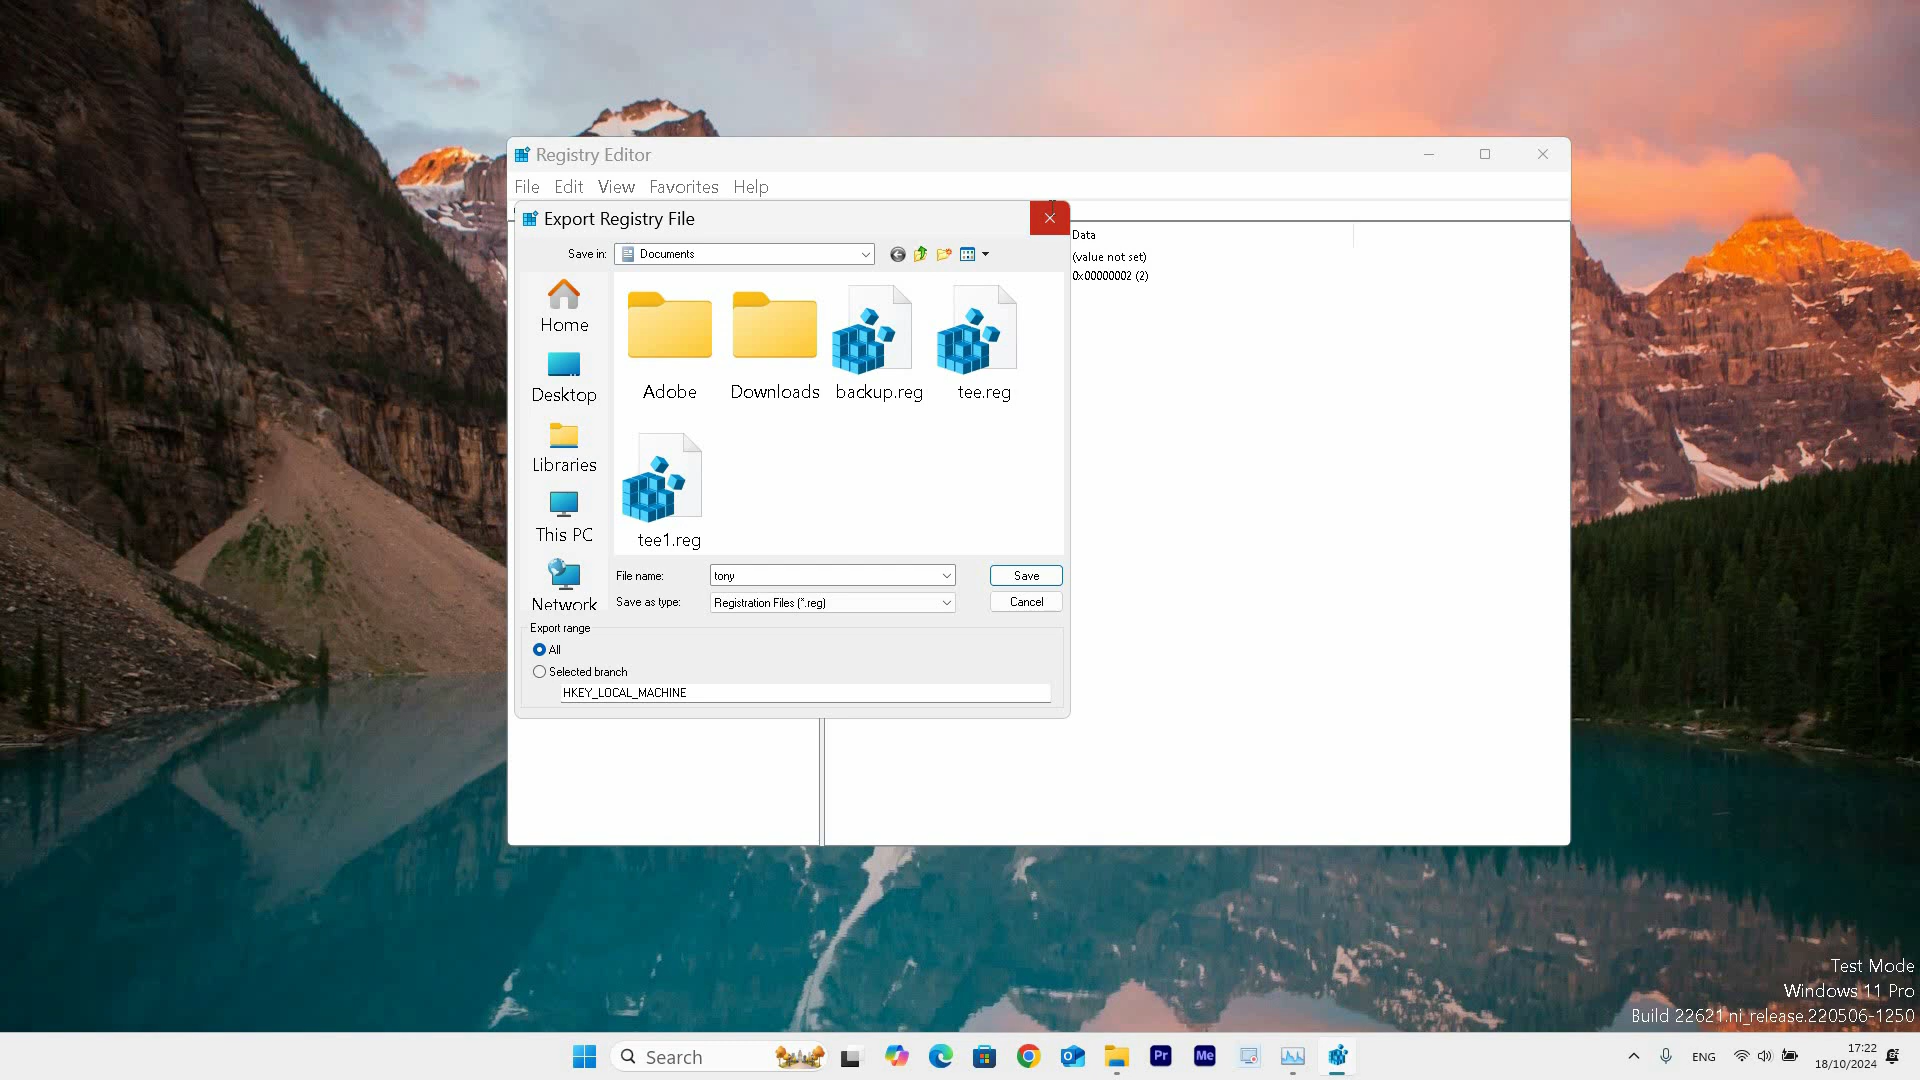 Registry Editor
File Edit View Favorites Help
Export Registry File
Save in: Documents
Data
(value not set)
0x00000002 (2)
Home
Desktop
Libraries
This PC
Network
Adobe
Downloads
backup.reg
tee.reg
tee1.reg
File name: tony Save
Save as type: Registration Files (*.reg) Cancel
Export range
All
Selected branch
HKEY_LOCAL_MACHINE
Test Mode
Windows 11 Pro
Build 22621.ni_release.220506-1250
Search
Pr
Me
ENG
17:22
18/10/2024